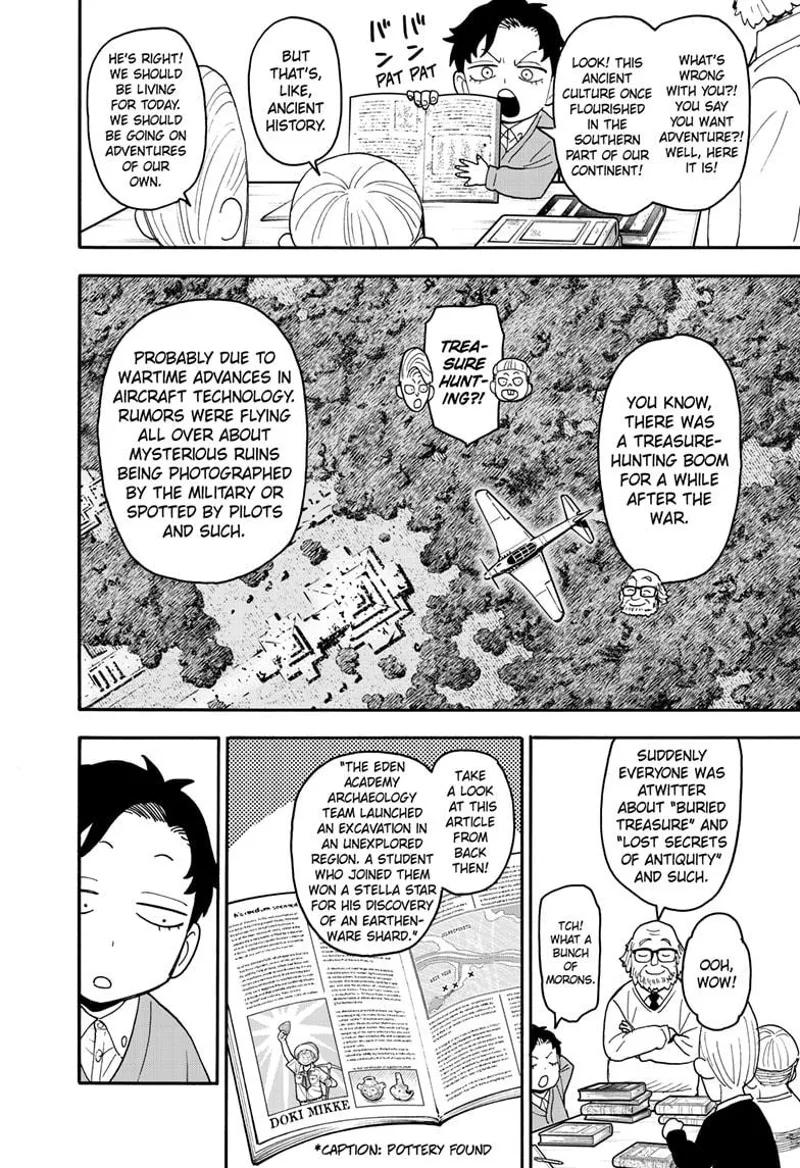 WHAT'S
WRONG
WITH YOU?!
YOU SAY
YOU WANT
ADVENTURE?!
WELL, HERE
IT IS!
LOOK! THIS
ANCIENT
CULTURE ONCE
FLOURISHED
IN THE
SOUTHERN
PART OF OUR
CONTINENT!
バン
バン
PAT PAT
BUT
THAT'S,
LIKE,
ANCIENT
HISTORY.
HE'S RIGHT!
WE SHOULD
BE LIVING
FOR TODAY.
WE SHOULD
BE GOING ON
ADVENTURES
OF OUR
OWN.
YOU KNOW,
THERE WAS
A TREASURE-
HUNTING BOOM
FOR A WHILE
AFTER THE
WAR.
TREA-
SURE
HUNT-
ING?!
PROBABLY DUE TO
WARTIME ADVANCES IN
AIRCRAFT TECHNOLOGY.
RUMORS WERE FLYING
ALL OVER ABOUT
MYSTERIOUS RUINS
BEING PHOTOGRAPHED
BY THE MILITARY OR
SPOTTED BY PILOTS
AND SUCH.
SUDDENLY
EVERYONE WAS
ATWITTER
ABOUT "BURIED
TREASURE" AND
"LOST SECRETS
OF ANTIQUITY"
AND SUCH.
OOH,
WOW!
TCH!
WHAT A
BUNCH
OF
MORONS.
TAKE
A LOOK
AT THIS
ARTICLE
FROM
BACK
THEN!
"THE EDEN
ACADEMY
ARCHAEOLOGY
TEAM LAUNCHED
AN EXCAVATION IN
AN UNEXPLORED
REGION. A STUDENT
WHO JOINED THEM
WON A STELLA STAR
FOR HIS DISCOVERY
OF AN EARTHEN-
WARE SHARD."
DOKI MIKKE
*CAPTION: POTTERY FOUND